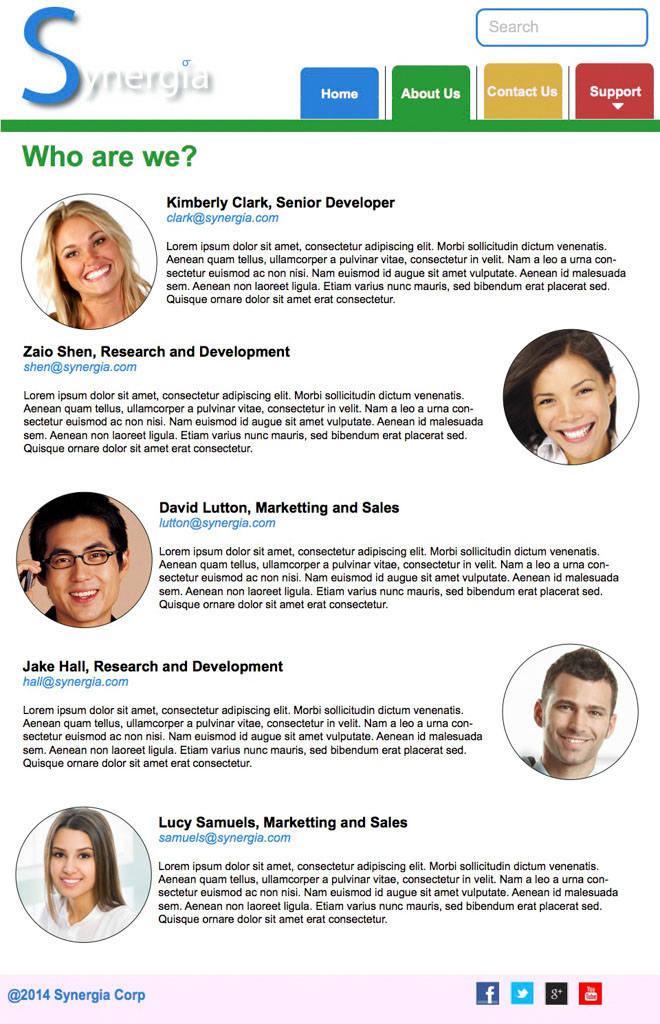 Synergia
σ
Search
Home
About Us
Contact Us
Support
Who are we?
Kimberly Clark, Senior Developer
clark@synergia.com
Lorem ipsum dolor sit amet, consectetur adipiscing elit. Morbi sollicitudin dictum venenatis.
Aenean quam tellus, ullamcorper a pulvinar vitae, consectetur in velit. Nam a leo a urna con-
sectetur euismod ac non nisi. Nam euismod id augue sit amet vulputate. Aenean id malesuada
sem. Aenean non laoreet ligula. Etiam varius nunc mauris, sed bibendum erat placerat sed.
Quisque ornare dolor sit amet erat consectetur.
Zaio Shen, Research and Development
shen@synergia.com
Lorem ipsum dolor sit amet, consectetur adipiscing elit. Morbi sollicitudin dictum venenatis.
Aenean quam tellus, ullamcorper a pulvinar vitae, consectetur in velit. Nam a leo a urna con-
sectetur euismod ac non nisi. Nam euismod id augue sit amet vulputate. Aenean id malesuada
sem. Aenean non laoreet ligula. Etiam varius nunc mauris, sed bibendum erat placerat sed.
Quisque ornare dolor sit amet erat consectetur.
David Lutton, Marketting and Sales
lutton@synergia.com
Lorem ipsum dolor sit amet, consectetur adipiscing elit. Morbi sollicitudin dictum venenatis.
Aenean quam tellus, ullamcorper a pulvinar vitae, consectetur in velit. Nam a leo a urna con-
sectetur euismod ac non nisi. Nam euismod id augue sit amet vulputate. Aenean id malesuada
sem. Aenean non laoreet ligula. Etiam varius nunc mauris, sed bibendum erat placerat sed.
Quisque ornare dolor sit amet erat consectetur.
Jake Hall, Research and Development
hall@synergia.com
Lorem ipsum dolor sit amet, consectetur adipiscing elit. Morbi sollicitudin dictum venenatis.
Aenean quam tellus, ullamcorper a pulvinar vitae, consectetur in velit. Nam a leo a urna con-
sectetur euismod ac non nisi. Nam euismod id augue sit amet vulputate. Aenean id malesuada
sem. Aenean non laoreet ligula. Etiam varius nunc mauris, sed bibendum erat placerat sed.
Quisque ornare dolor sit amet erat consectetur.
Lucy Samuels, Marketting and Sales
samuels@synergia.com
Lorem ipsum dolor sit amet, consectetur adipiscing elit. Morbi sollicitudin dictum venenatis.
Aenean quam tellus, ullamcorper a pulvinar vitae, consectetur in velit. Nam a leo a urna con-
sectetur euismod ac non nisi. Nam euismod id augue sit amet vulputate. Aenean id malesuada
sem. Aenean non laoreet ligula. Etiam varius nunc mauris, sed bibendum erat placerat sed.
Quisque ornare dolor sit amet erat consectetur.
@2014 Synergia Corp
f
g+
You
Tube